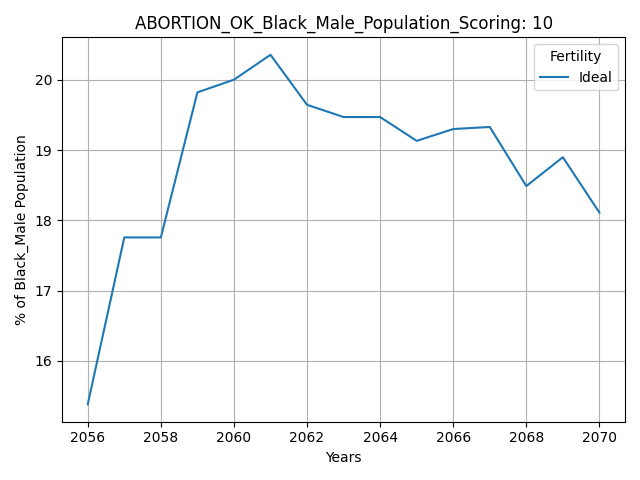 ABORTION_OK_Black_Male_Population_Scoring: 10
Fertility
Ideal
% of Black_Male Population
20
19
18
17
16
2056 2058 2060 2062 2064 2066 2068 2070
Years